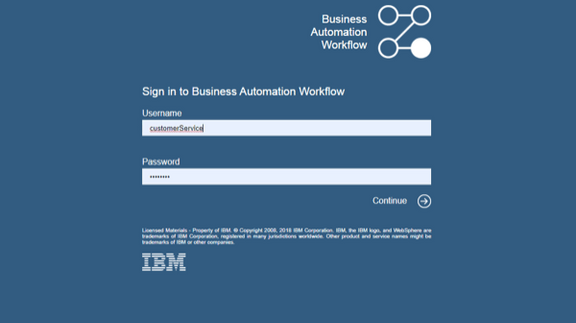 Business
Automation
Workflow
Sign in to Business Automation Workflow
Username
customerService
Password
••••••••
Continue
Licensed Materials - Property of IBM. © Copyright 2008, 2018 IBM Corporation. IBM, the IBM logo, and WebSphere are
trademarks of IBM Corporation, registered in many jurisdictions worldwide. Other product and service names might be
trademarks of IBM or other companies.
IBM